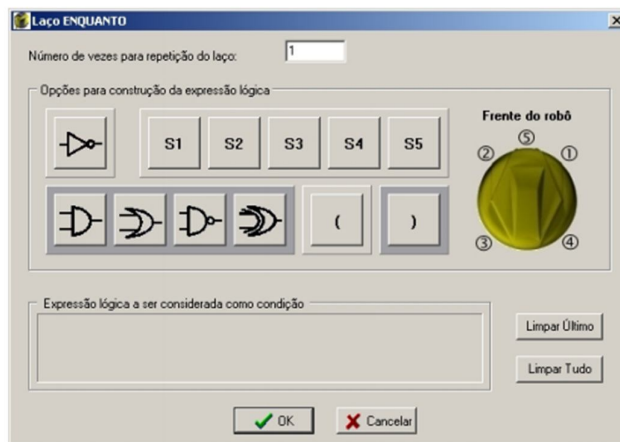 Laço ENQUANTO
Número de vezes para repetição do laço:
1
Opções para construção da expressão lógica
S1 S2 S3 S4 S5
( )
Frente do robô
⑤
② ①
③ ④
Expressão lógica a ser considerada como condição
Limpar Último
Limpar Tudo
OK Cancelar